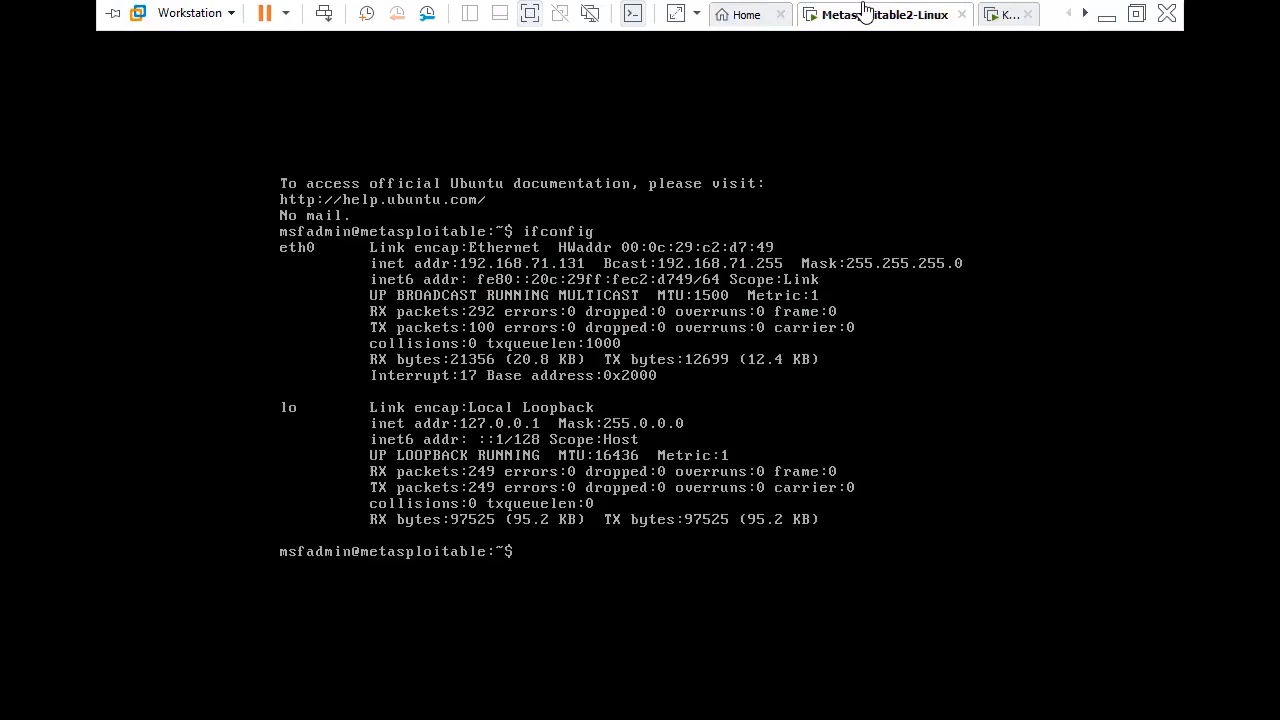 Workstation
Home
Metasploitable2-Linux
K...
To access official Ubuntu documentation, please visit:
http://help.ubuntu.com/
No mail.
msfadmin@metasploitable:~$ ifconfig
eth0 Link encap:Ethernet HWaddr 00:0c:29:c2:d7:49
inet addr:192.168.71.131 Bcast:192.168.71.255 Mask:255.255.255.0
inet6 addr: fe80::20c:29ff:fec2:d749/64 Scope:Link
UP BROADCAST RUNNING MULTICAST MTU:1500 Metric:1
RX packets:292 errors:0 dropped:0 overruns:0 frame:0
TX packets:100 errors:0 dropped:0 overruns:0 carrier:0
collisions:0 txqueuelen:1000
RX bytes:21356 (20.8 KB) TX bytes:12699 (12.4 KB)
Interrupt:17 Base address:0x2000
lo Link encap:Local Loopback
inet addr:127.0.0.1 Mask:255.0.0.0
inet6 addr: ::1/128 Scope:Host
UP LOOPBACK RUNNING MTU:16436 Metric:1
RX packets:249 errors:0 dropped:0 overruns:0 frame:0
TX packets:249 errors:0 dropped:0 overruns:0 carrier:0
collisions:0 txqueuelen:0
RX bytes:97525 (95.2 KB) TX bytes:97525 (95.2 KB)
msfadmin@metasploitable:~$